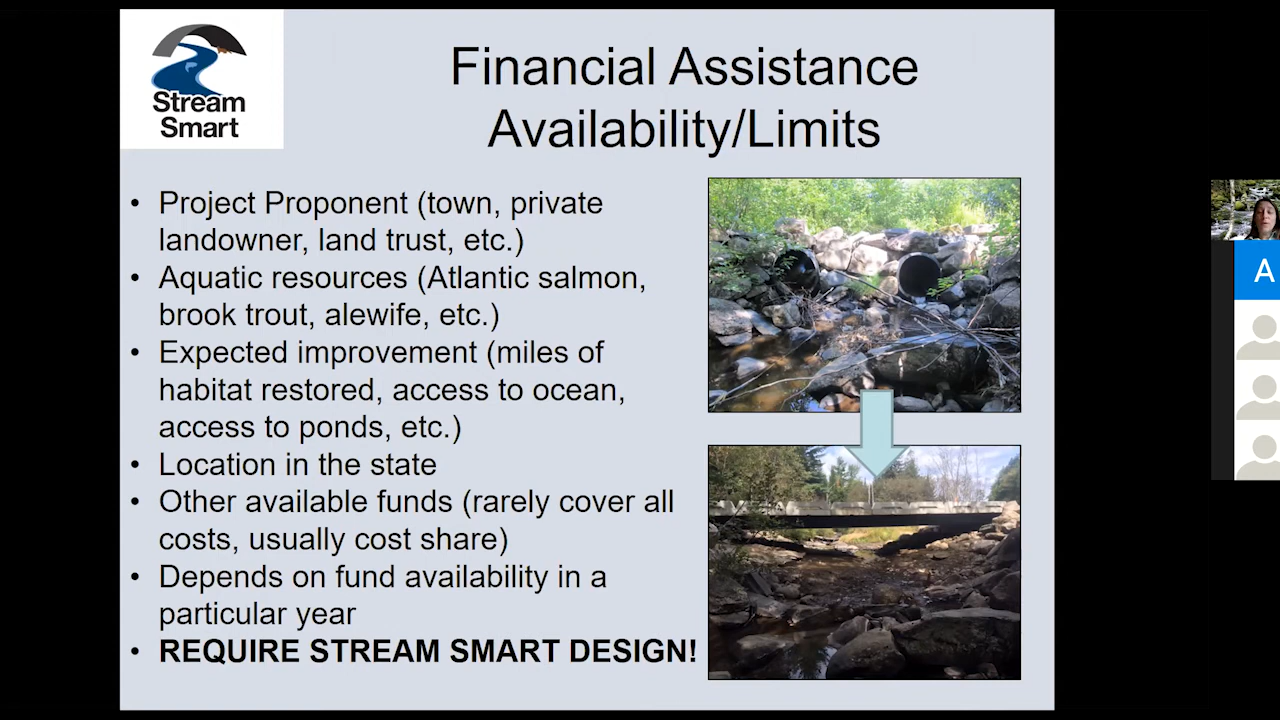 Stream
Smart
Financial Assistance
Availability/Limits
• Project Proponent (town, private
landowner, land trust, etc.)
• Aquatic resources (Atlantic salmon,
brook trout, alewife, etc.)
• Expected improvement (miles of
habitat restored, access to ocean,
access to ponds, etc.)
• Location in the state
• Other available funds (rarely cover all
costs, usually cost share)
• Depends on fund availability in a
particular year
• REQUIRE STREAM SMART DESIGN!
A